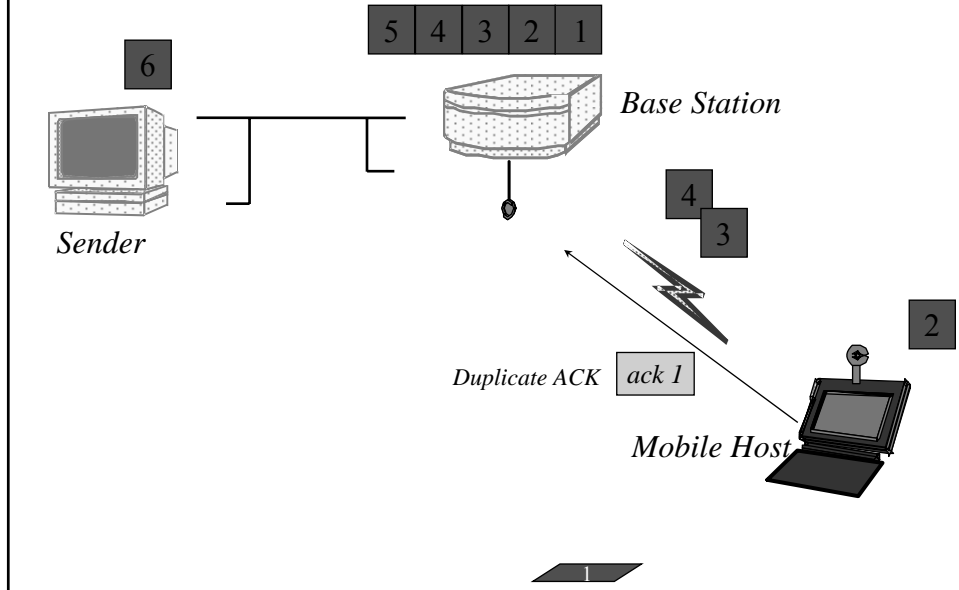 5 4 3 2 1
6
Base Station
4
3
Sender
2
Duplicate ACK ack 1
Mobile Host
1